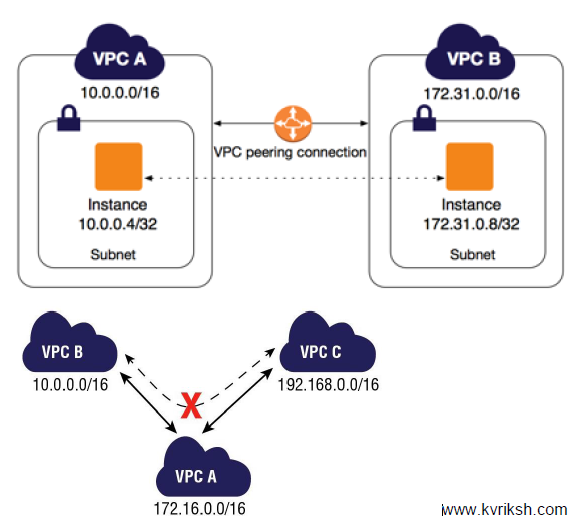 VPC A
10.0.0.0/16
VPC B
172.31.0.0/16
VPC peering connection
Instance
10.0.0.4/32
Subnet
Instance
172.31.0.8/32
Subnet
VPC B
10.0.0.0/16
VPC C
192.168.0.0/16
X
VPC A
172.16.0.0/16
www.kvriksh.com